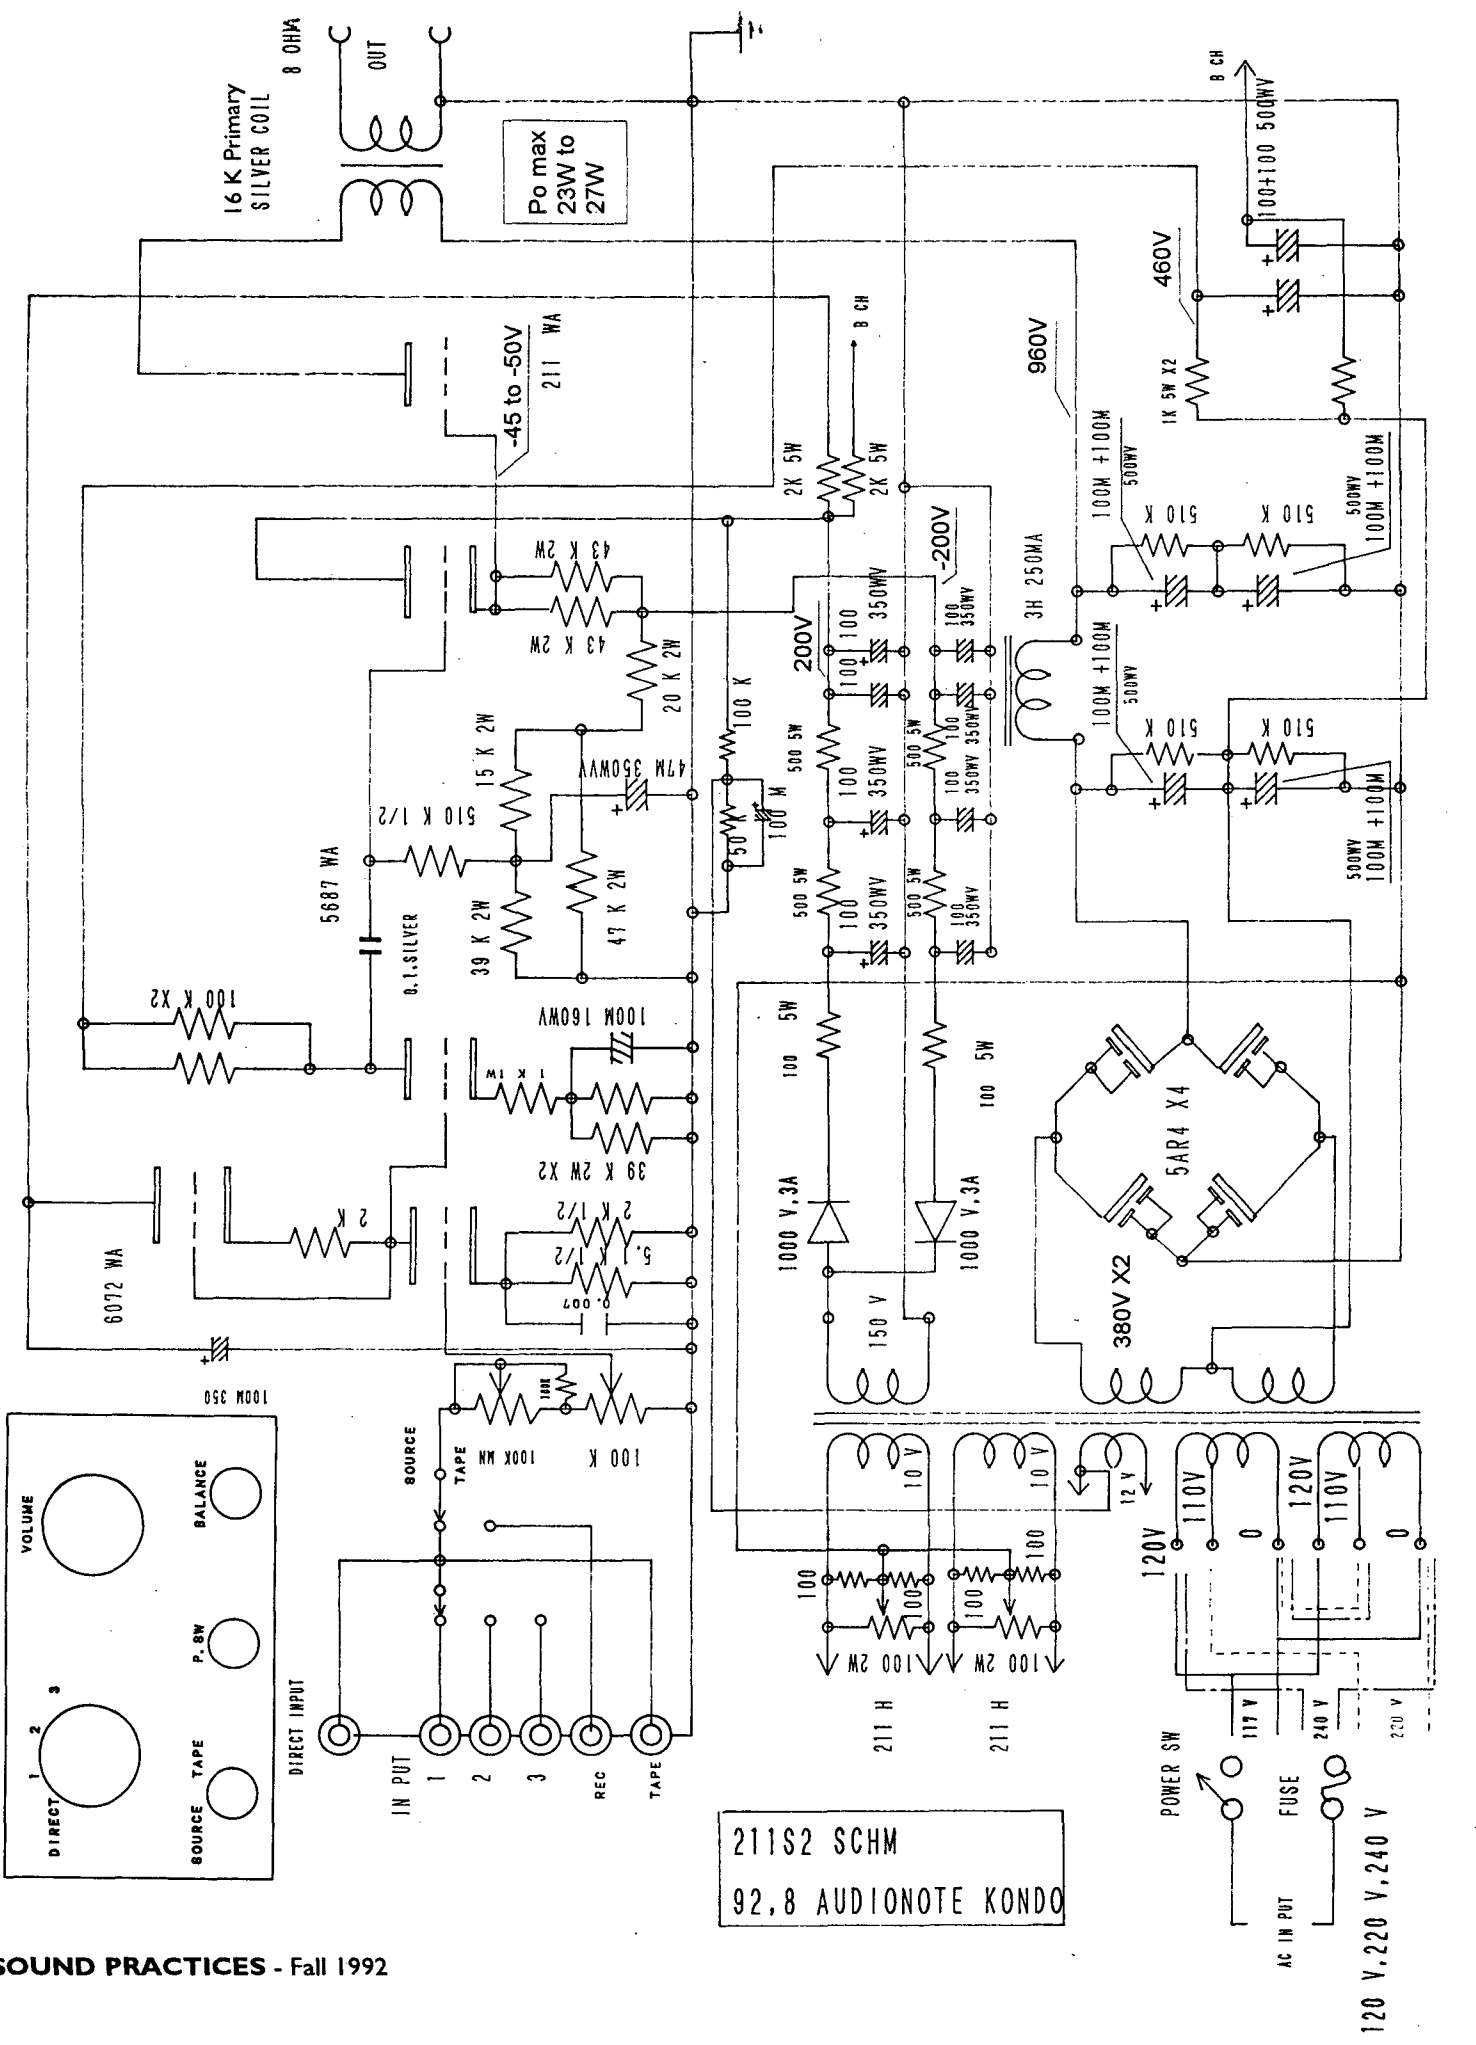 8 OHM
OUT
16 K Primary
SILVER COIL
Po max
23W to
27W
B CH
100+100 500WV
460V
1K 5W X2
960V
211 WA
-45 to -50V
B CH
2K 5W
2K 5W
43 K 2W
43 K 2W
20 K 2W
15 K 2W
510 K 1/2
47M 350WV
5687 WA
0.1.SILVER
39 K 2W
47 K 2W
100 K
50 K
100 M
200V
-200V
100
100
350WV
100
350WV
100
350WV
100
350WV
100
350WV
100
350WV
100
350WV
100
500 5W
500 5W
500 5W
500 5W
3H 250MA
100M +100M
500WV
510 K
510 K
500WV
100M +100M
100M +100M
500WV
510 K
510 K
500WV
100M +100M
100 K X2
100M 160WV
1 K 1W
39 K 2W X2
2 K
6072 WA
2 K 1/2
5.1 K 1/2
0.007
100M 350
100 5W
100 5W
1000 V.3A
1000 V.3A
5AR4 X4
150 V
380V X2
SOURCE
TAPE
100K MN
100K
100 K
VOLUME
BALANCE
P.SW
DIRECT 1 2 3
SOURCE TAPE
DIRECT INPUT
IN PUT
1
2
3
REC
TAPE
10 V
10 V
12 V
100
100
100
100
100 2W
100 2W
211 H
211 H
120V
110V
0
120V
110V
0
117 V
240 V
220 V
POWER SW
FUSE
AC IN PUT
120 V,220 V,240 V
211S2 SCHM
92,8 AUDIONOTE KONDO
SOUND PRACTICES - Fall 1992